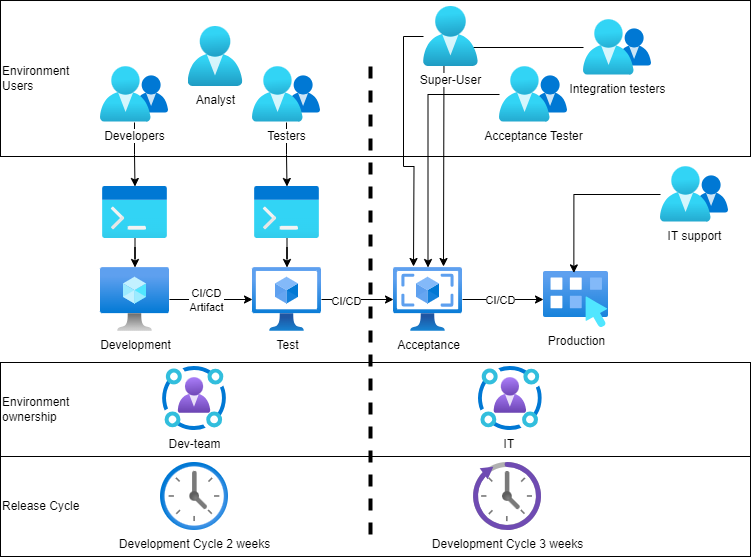 Environment
Users
Analyst
Developers
Testers
Super-User
Integration testers
Acceptance Tester
IT support
CI/CD
Artifact
CI/CD
CI/CD
Development
Test
Acceptance
Production
Environment
ownership
Dev-team
IT
Release Cycle
Development Cycle 2 weeks
Development Cycle 3 weeks